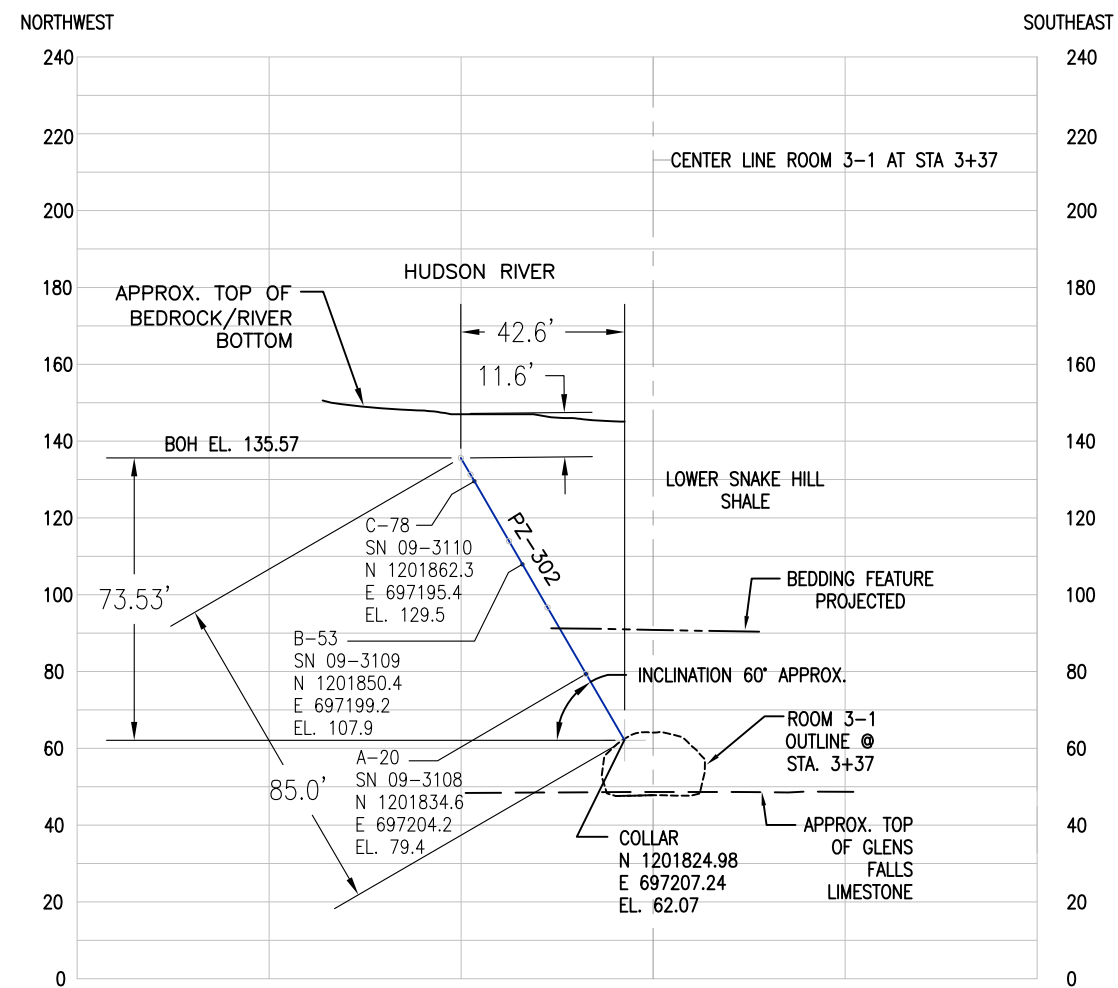 NORTHWEST
SOUTHEAST
240
240
220
220
CENTER LINE ROOM 3-1 AT STA 3+37
200
200
HUDSON RIVER
180
180
APPROX. TOP OF
BEDROCK/RIVER
BOTTOM
42.6'
160
160
11.6'
140
140
BOH EL. 135.57
LOWER SNAKE HILL
SHALE
120
120
C-78
SN 09-3110
N 1201862.3
E 697195.4
EL. 129.5
PZ-302
100
100
73.53'
BEDDING FEATURE
PROJECTED
B-53
SN 09-3109
N 1201850.4
E 697199.2
EL. 107.9
80
80
INCLINATION 60° APPROX.
ROOM 3-1
OUTLINE @
STA. 3+37
60
60
A-20
SN 09-3108
N 1201834.6
E 697204.2
EL. 79.4
85.0'
40
40
COLLAR
N 1201824.98
E 697207.24
EL. 62.07
APPROX. TOP
OF GLENS
FALLS
LIMESTONE
20
20
0
0